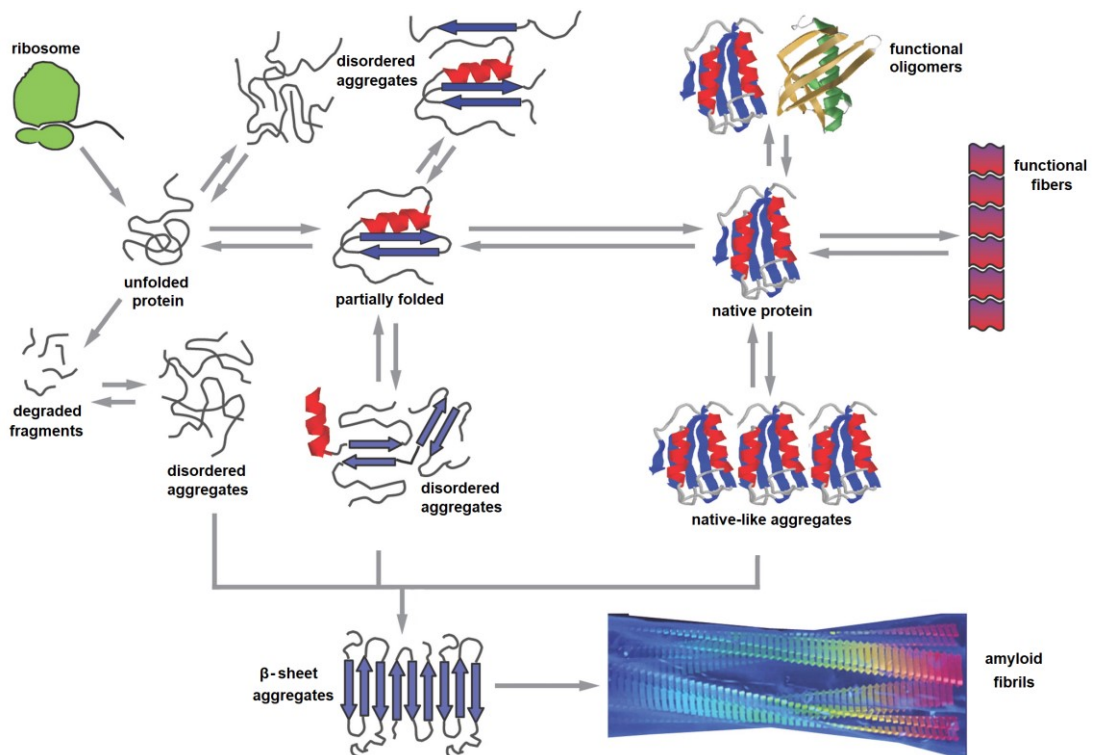 ribosome
disordered
aggregates
functional
oligomers
functional
fibers
unfolded
protein
partially folded
native protein
degraded
fragments
disordered
aggregates
disordered
aggregates
native-like aggregates
β-sheet
aggregates
amyloid
fibrils